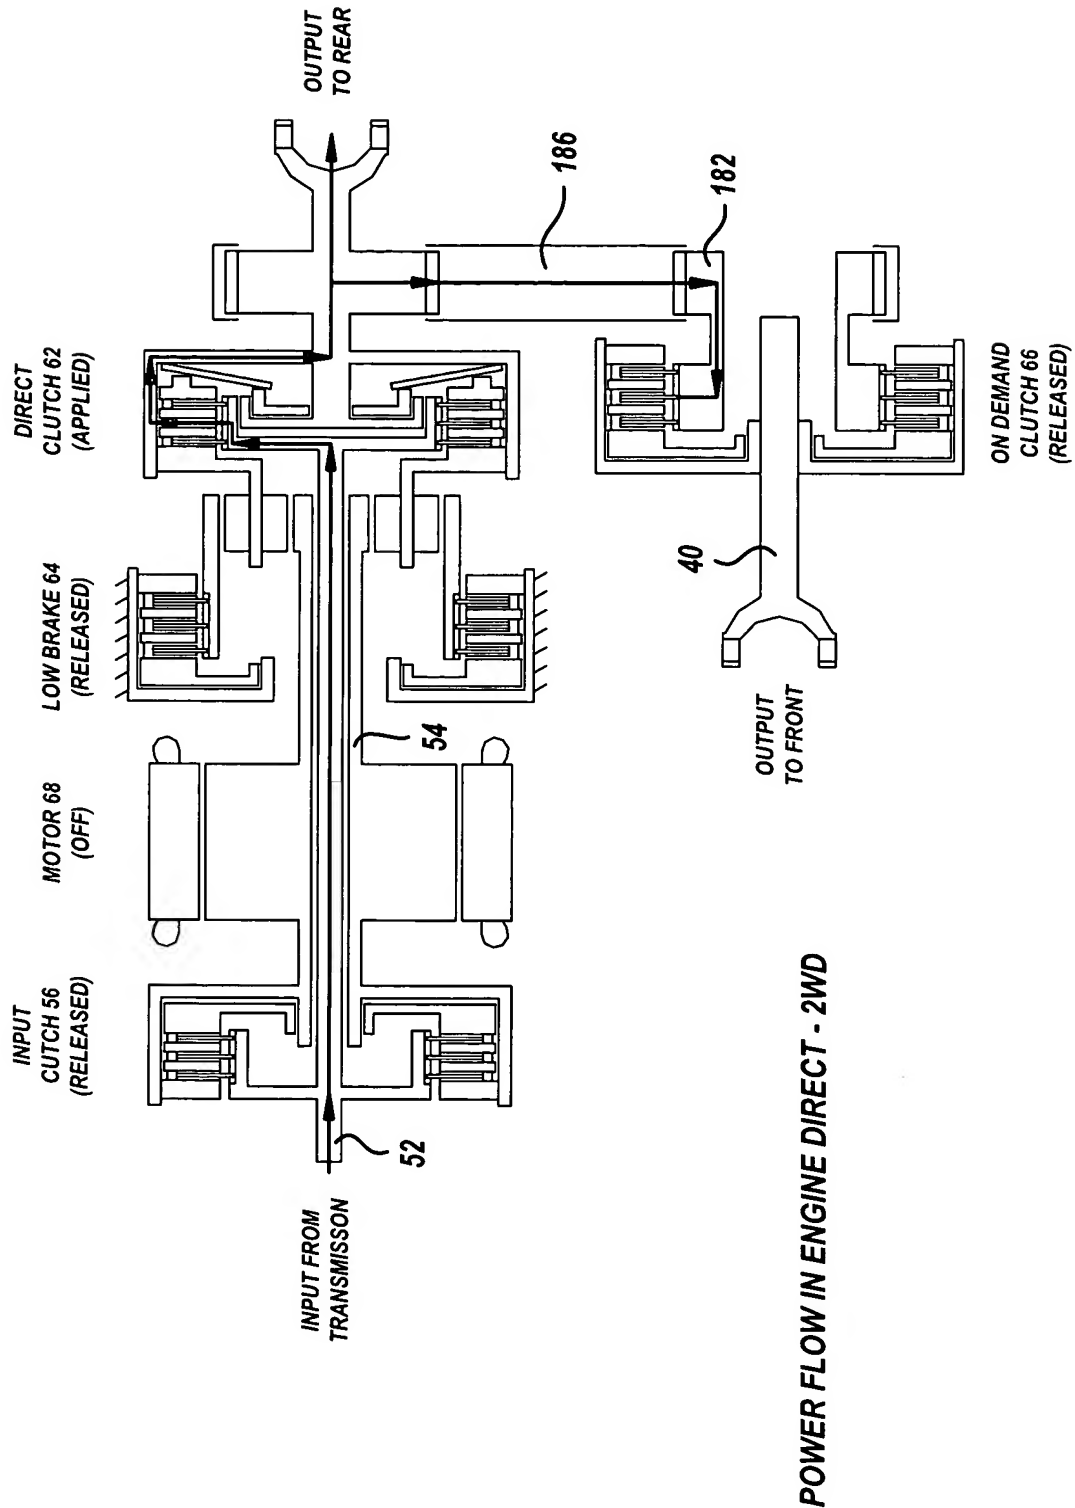 INPUT
CUTCH 56
(RELEASED)
MOTOR 68
(OFF)
LOW BRAKE 64
(RELEASED)
DIRECT
CLUTCH 62
(APPLIED)
INPUT FROM
TRANSMISSON
52
54
OUTPUT
TO REAR
186
182
40
OUTPUT
TO FRONT
ON DEMAND
CLUTCH 66
(RELEASED)
POWER FLOW IN ENGINE DIRECT - 2WD